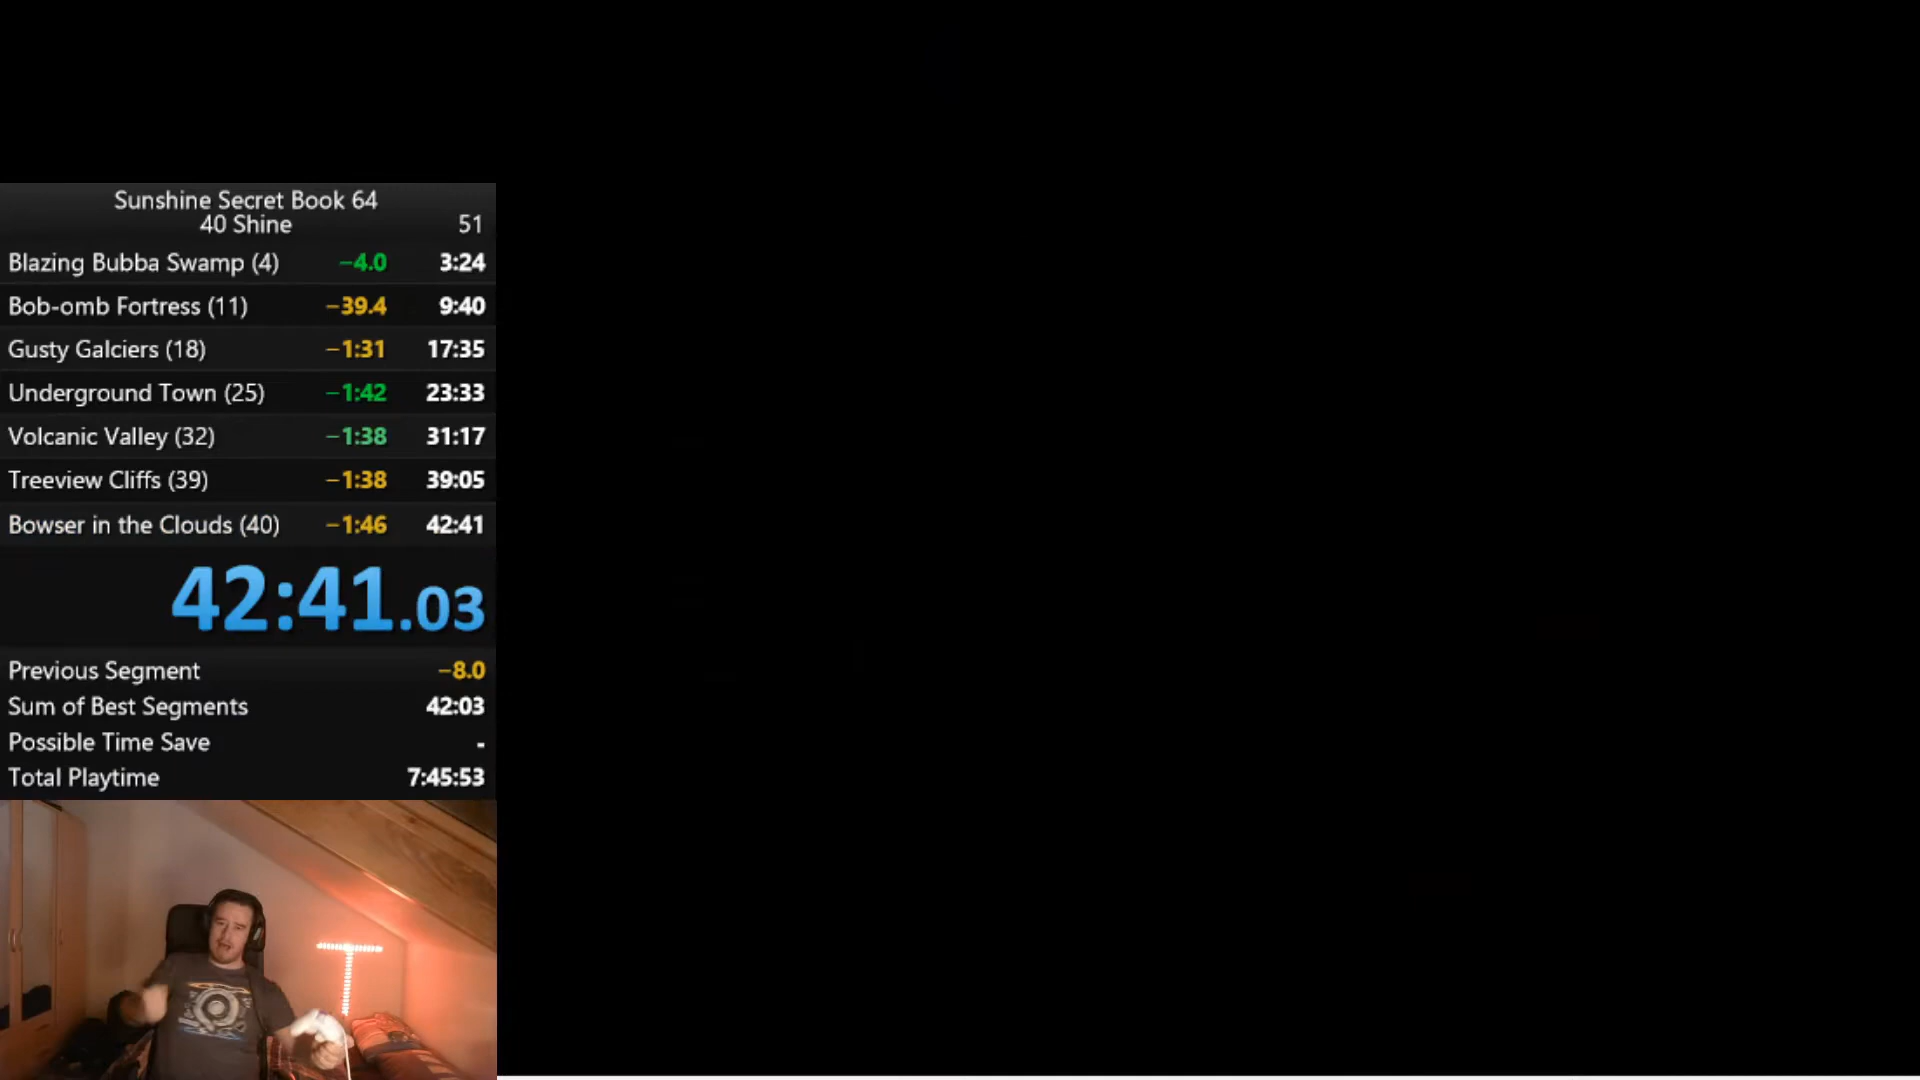 Sunshine Secret Book 64
40 Shine 51
Blazing Bubba Swamp (4) −4.0 3:24
Bob-omb Fortress (11) −39.4 9:40
Gusty Galciers (18) −1:31 17:35
Underground Town (25) −1:42 23:33
Volcanic Valley (32) −1:38 31:17
Treeview Cliffs (39) −1:38 39:05
Bowser in the Clouds (40) −1:46 42:41
42:41.03
Previous Segment −8.0
Sum of Best Segments 42:03
Possible Time Save -
Total Playtime 7:45:53